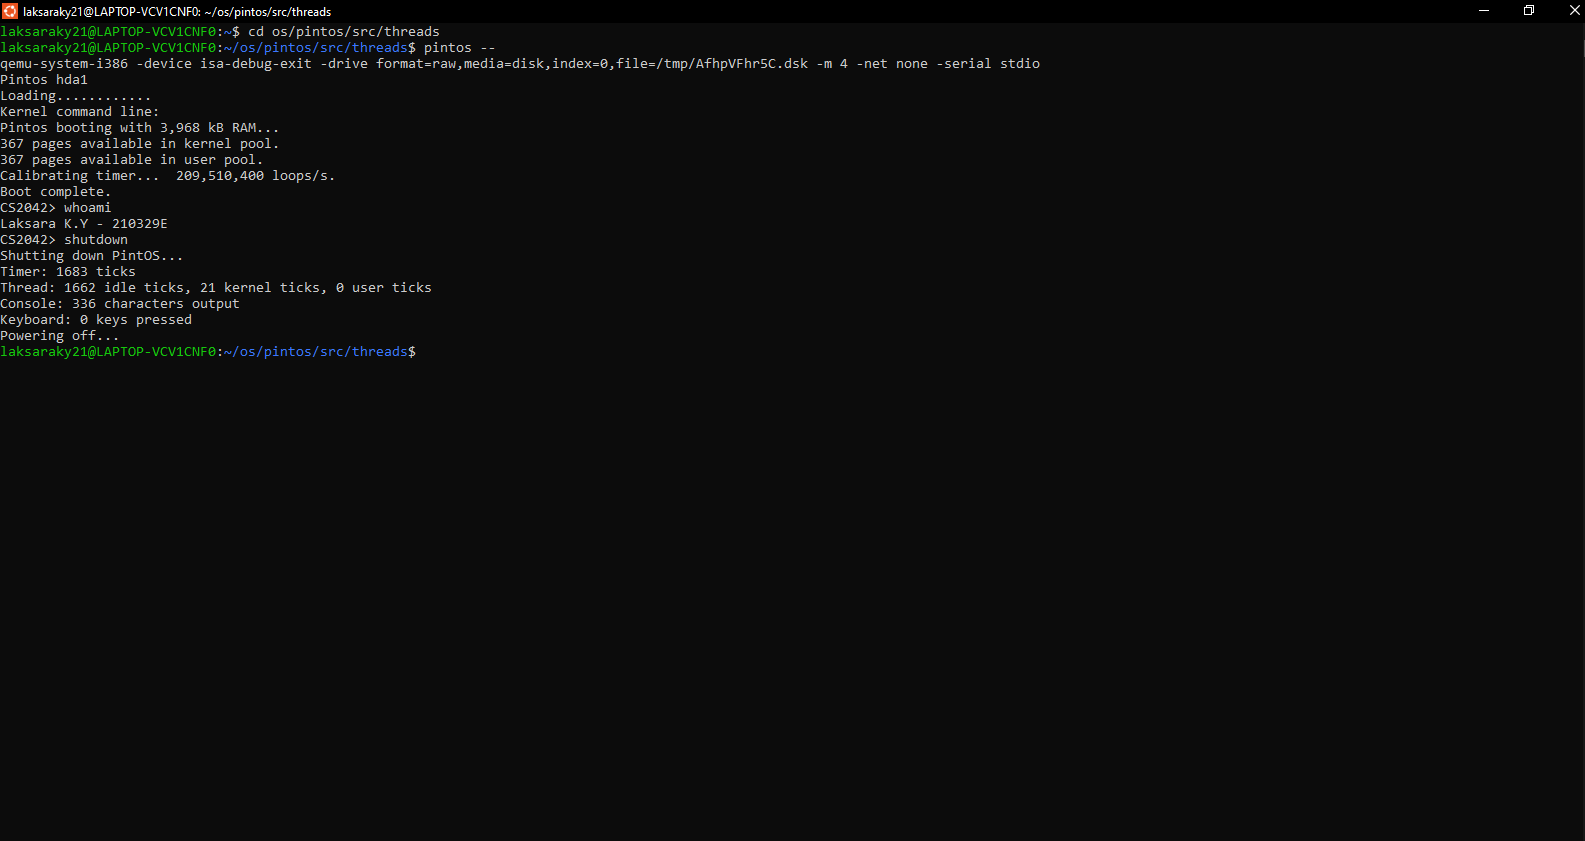 laksaraky21@LAPTOP-VCV1CNF0: ~/os/pintos/src/threads
laksaraky21@LAPTOP-VCV1CNF0:~$ cd os/pintos/src/threads
laksaraky21@LAPTOP-VCV1CNF0:~/os/pintos/src/threads$ pintos --
qemu-system-i386 -device isa-debug-exit -drive format=raw,media=disk,index=0,file=/tmp/AfhpVFhr5C.dsk -m 4 -net none -serial stdio
Pintos hda1
Loading............
Kernel command line:
Pintos booting with 3,968 kB RAM...
367 pages available in kernel pool.
367 pages available in user pool.
Calibrating timer...  209,510,400 loops/s.
Boot complete.
CS2042> whoami
Laksara K.Y - 210329E
CS2042> shutdown
Shutting down PintOS...
Timer: 1683 ticks
Thread: 1662 idle ticks, 21 kernel ticks, 0 user ticks
Console: 336 characters output
Keyboard: 0 keys pressed
Powering off...
laksaraky21@LAPTOP-VCV1CNF0:~/os/pintos/src/threads$